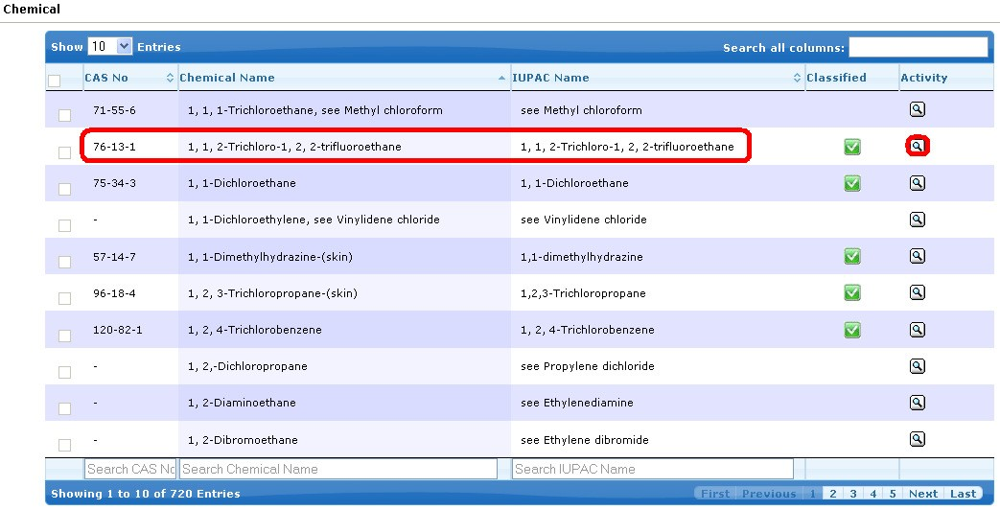 Chemical
Show 10 Entries Search all columns:
CAS No Chemical Name IUPAC Name Classified Activity
71-55-6 1, 1, 1-Trichloroethane, see Methyl chloroform see Methyl chloroform
76-13-1 1, 1, 2-Trichloro-1, 2, 2-trifluoroethane 1, 1, 2-Trichloro-1, 2, 2-trifluoroethane
75-34-3 1, 1-Dichloroethane 1, 1-Dichloroethane
- 1, 1-Dichloroethylene, see Vinylidene chloride see Vinylidene chloride
57-14-7 1, 1-Dimethylhydrazine-(skin) 1,1-dimethylhydrazine
96-18-4 1, 2, 3-Trichloropropane-(skin) 1,2,3-Trichloropropane
120-82-1 1, 2, 4-Trichlorobenzene 1, 2, 4-Trichlorobenzene
- 1, 2,-Dichloropropane see Propylene dichloride
- 1, 2-Diaminoethane see Ethylenediamine
- 1, 2-Dibromoethane see Ethylene dibromide
Search CAS No Search Chemical Name Search IUPAC Name
Showing 1 to 10 of 720 Entries First Previous 1 2 3 4 5 Next Last